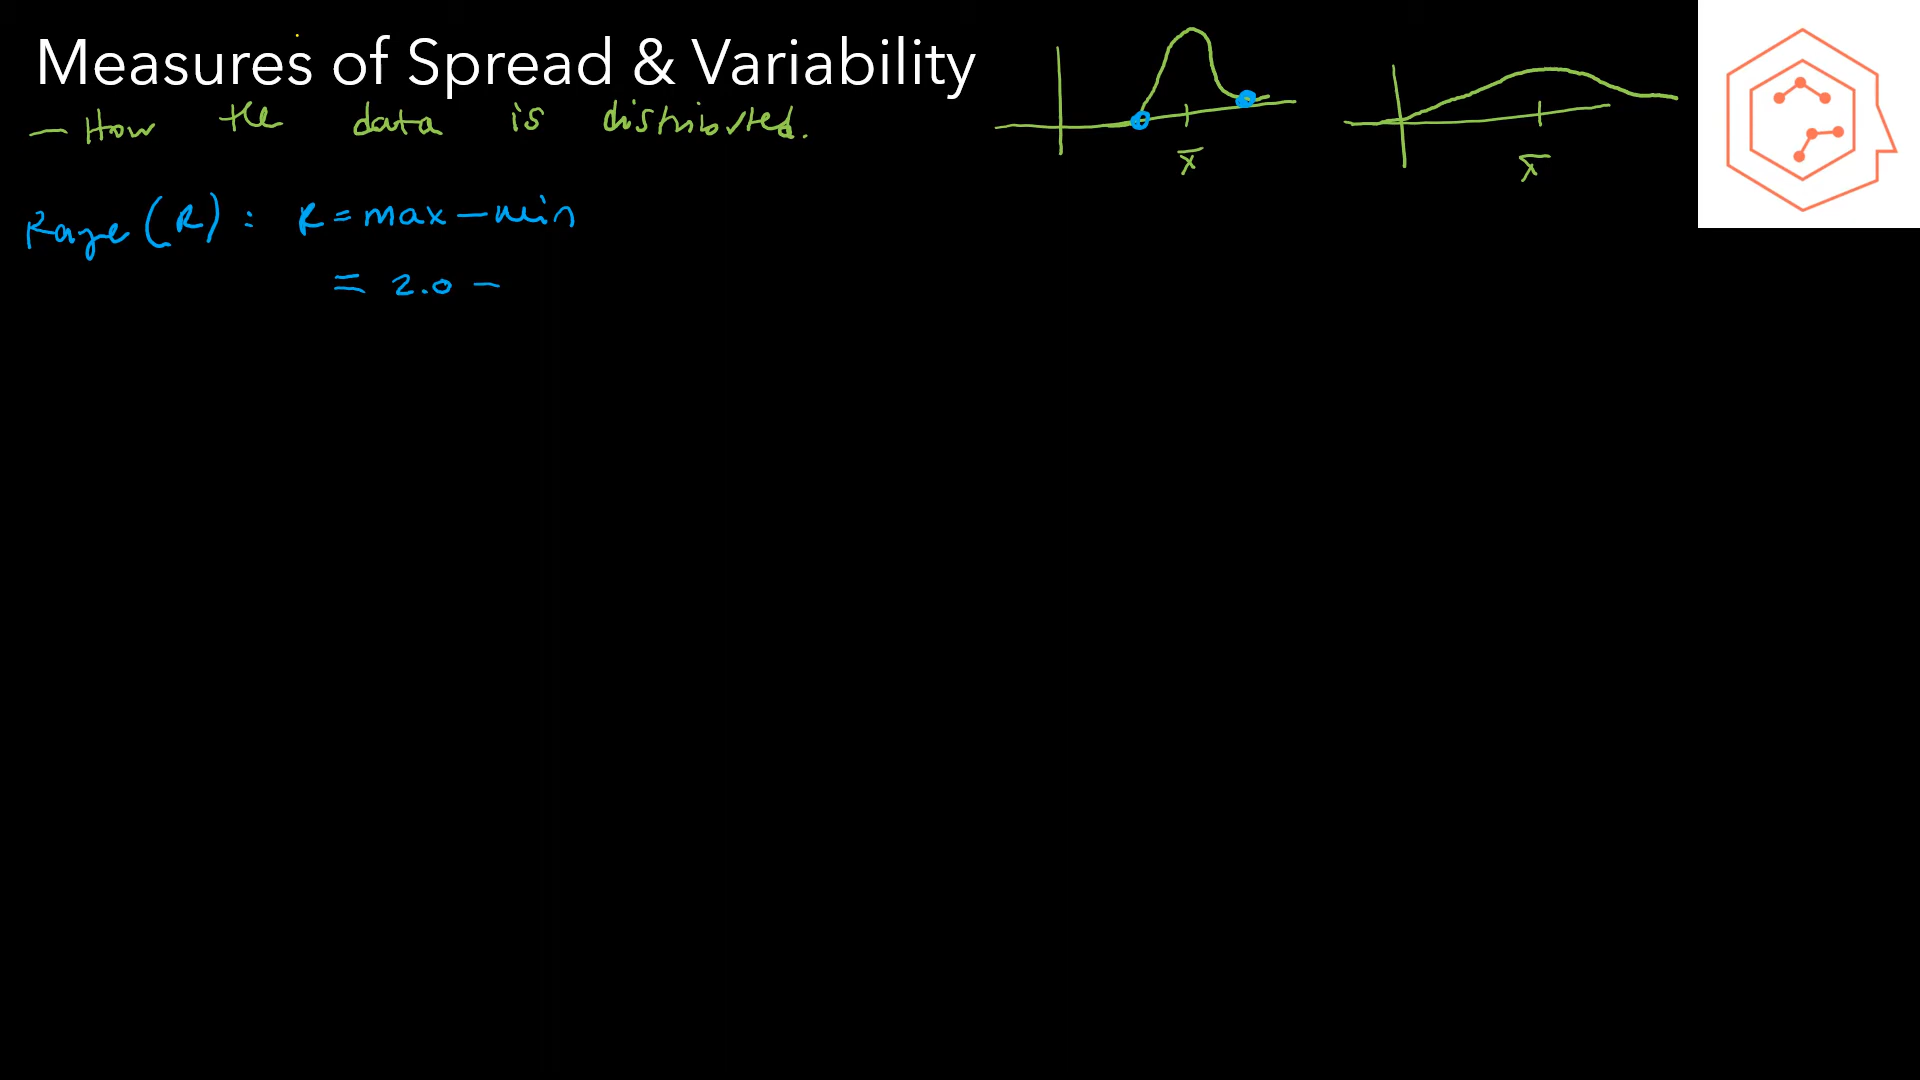 Measures of Spread & Variability
— How the data is distributed.
x̄
x̄
Range (R) : R = max - min
= 2.0 -